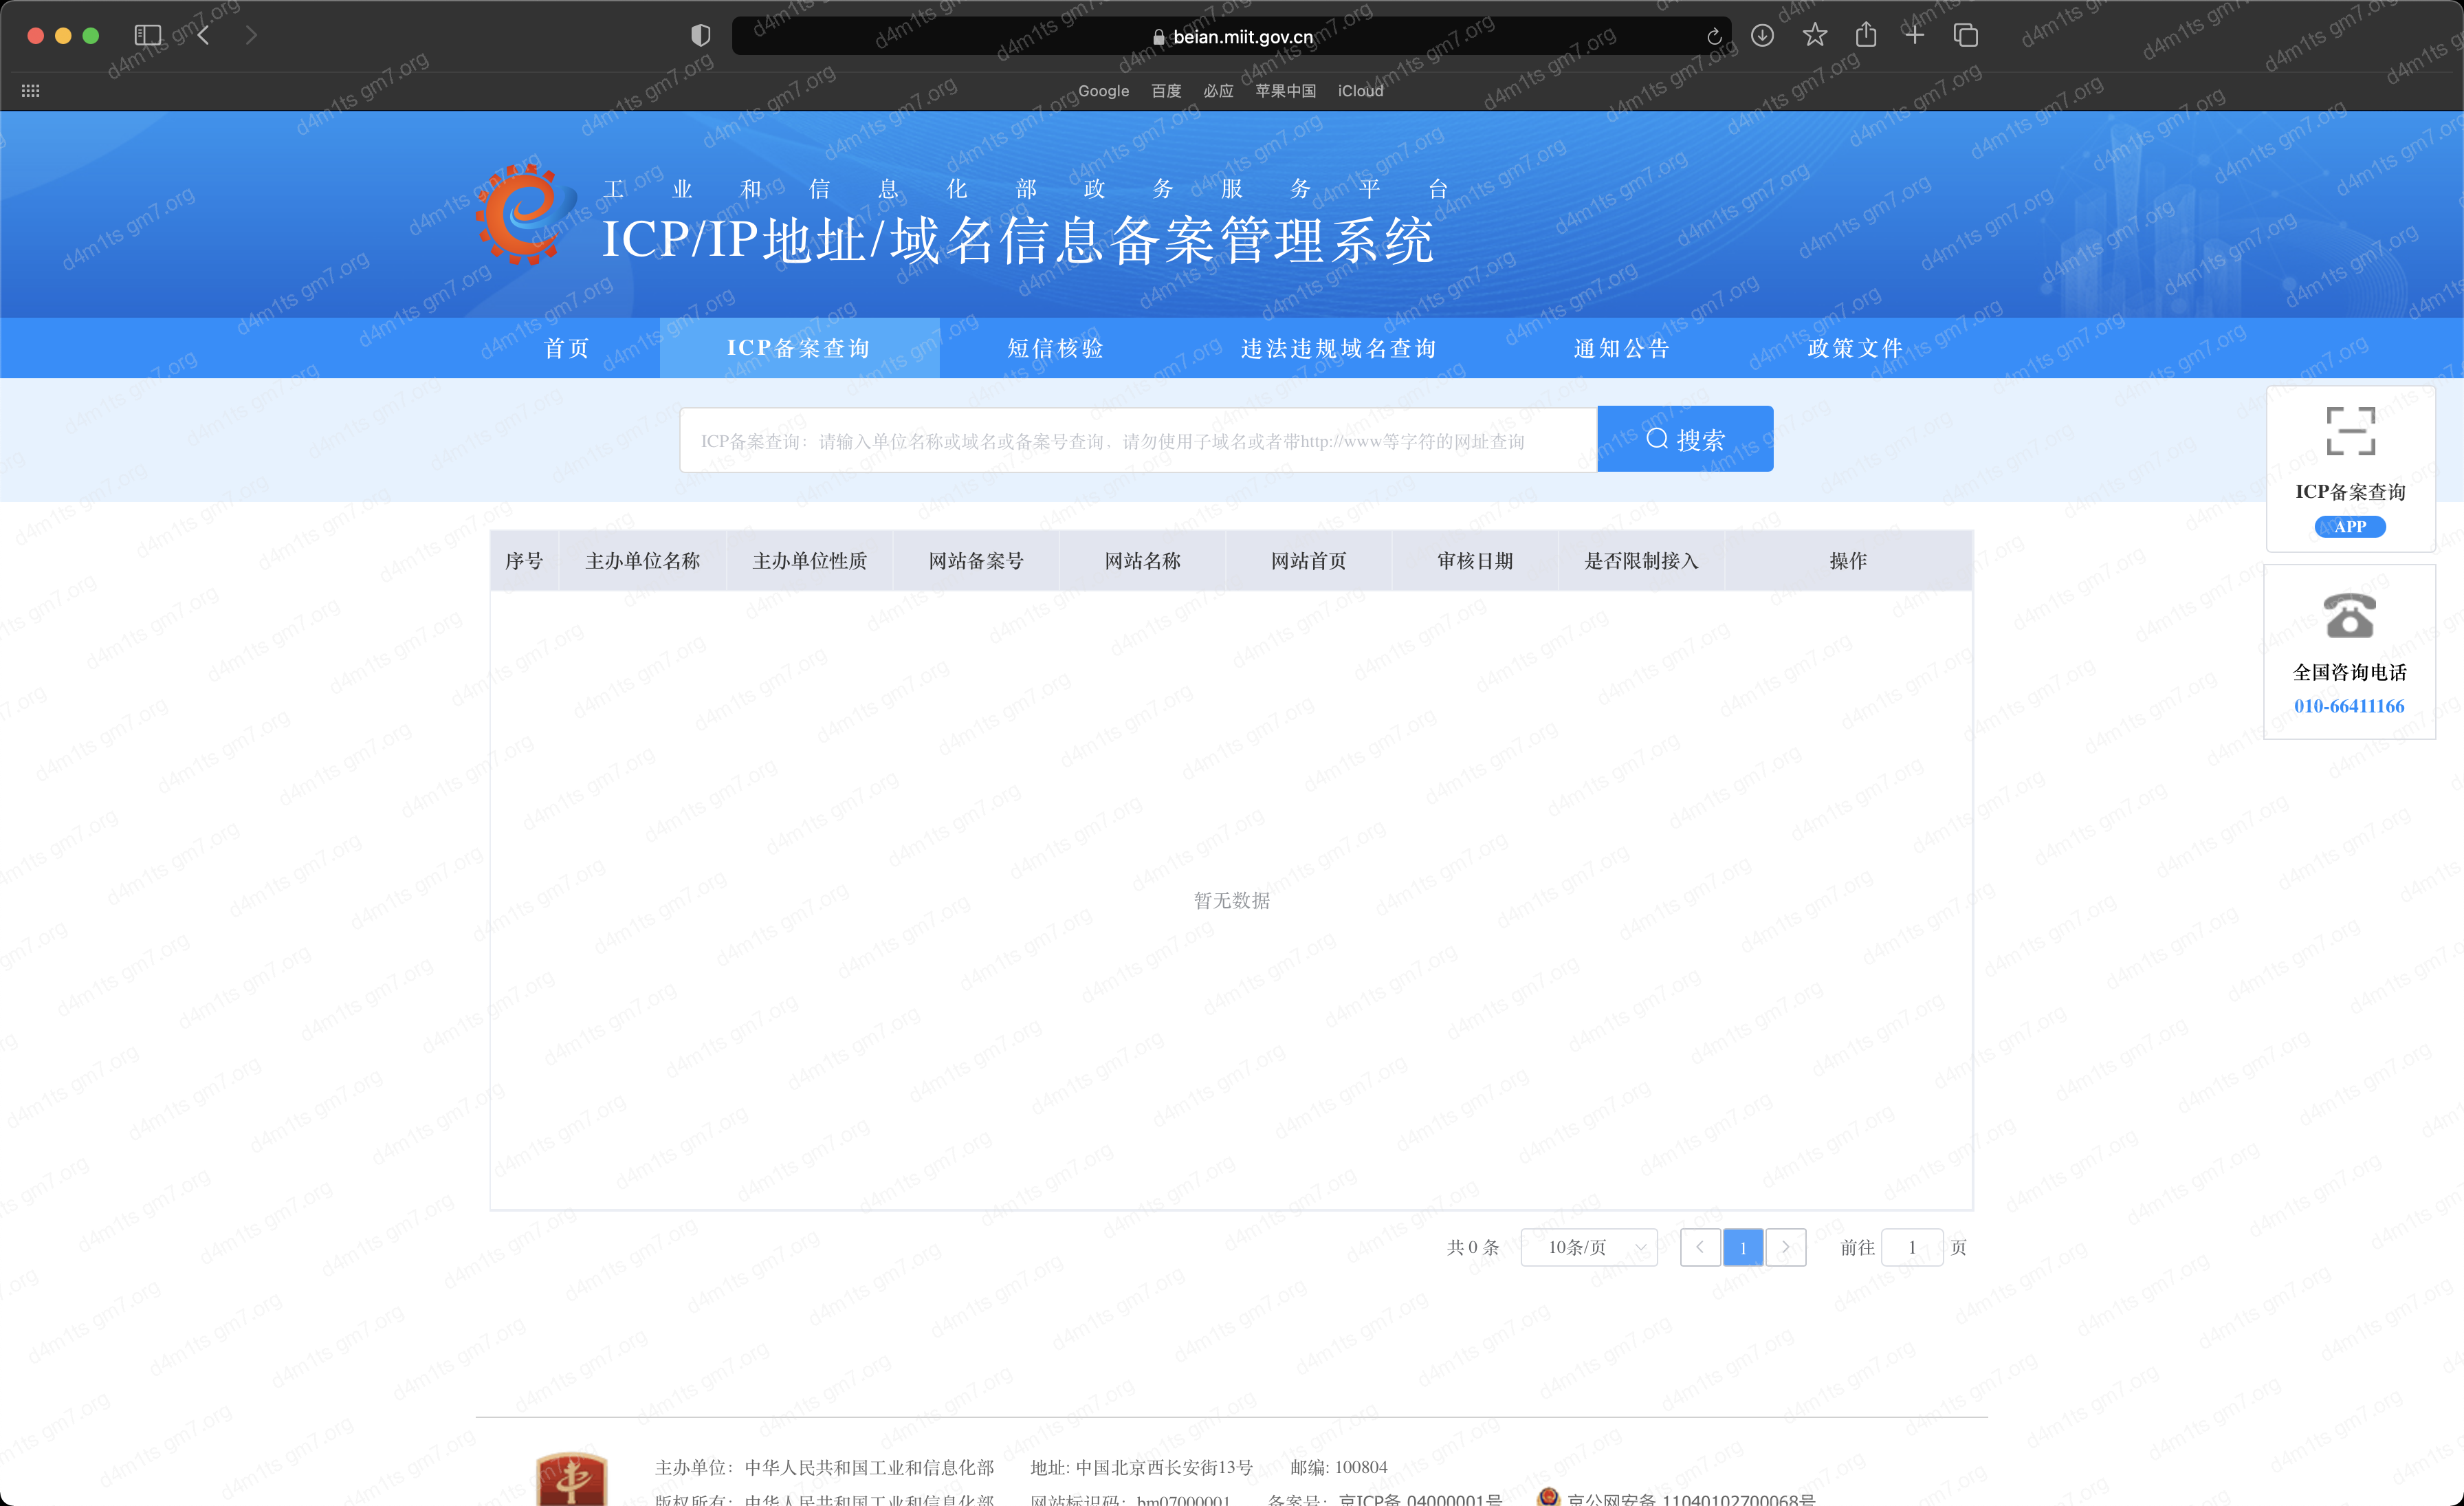 beian.miit.gov.cn
Google 百度 必应 苹果中国 iCloud
工业和信息化部政务服务平台
ICP/IP地址/域名信息备案管理系统
首页 ICP备案查询 短信核验 违法违规域名查询 通知公告 政策文件
ICP备案查询：请输入单位名称或域名或备案号查询，请勿使用子域名或者带http://www等字符的网址查询
搜索
ICP备案查询
APP
序号 主办单位名称 主办单位性质 网站备案号 网站名称 网站首页 审核日期 是否限制接入 操作
全国咨询电话
010-66411166
暂无数据
共 0 条 10条/页 1 前往 1 页
主办单位：中华人民共和国工业和信息化部 地址: 中国北京西长安街13号 邮编: 100804
版权所有：中华人民共和国工业和信息化部 网站标识码：bm07000001 备案号：京ICP备 04000001号 京公网安备 11040102700068号
d4m1ts gm7.org